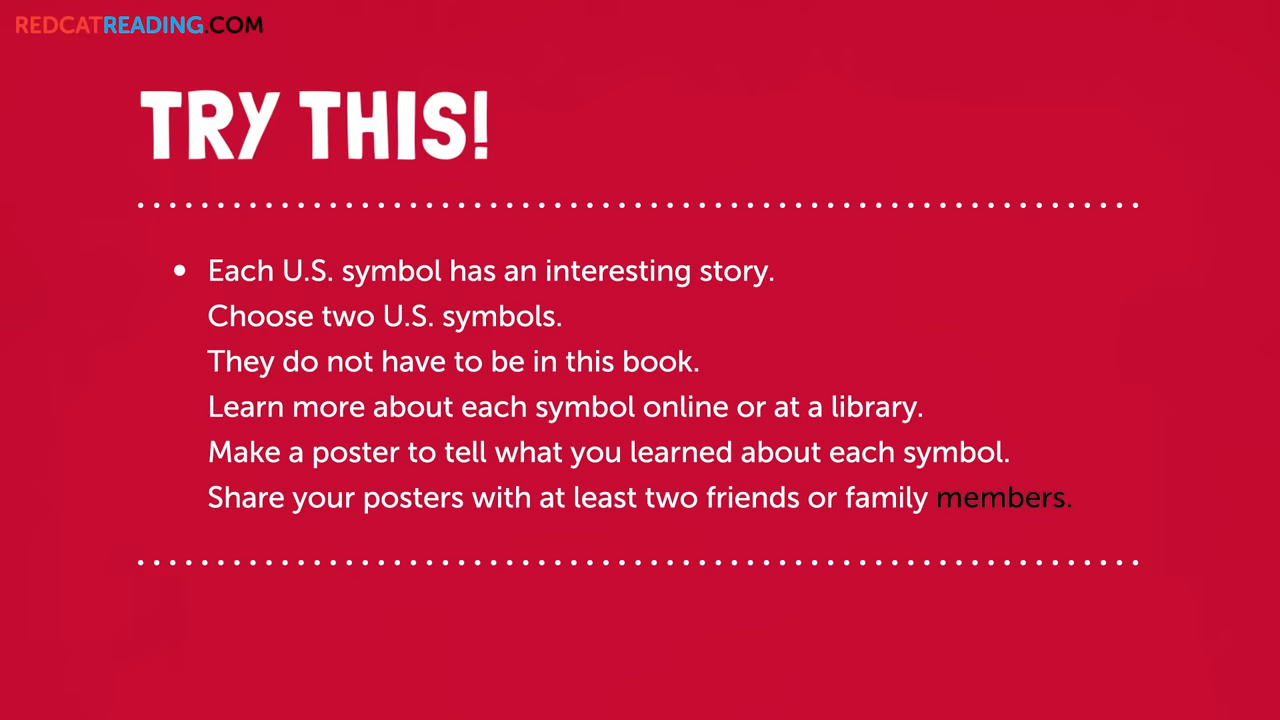 REDCATREADING.COM
TRY THIS!
• Each U.S. symbol has an interesting story.
Choose two U.S. symbols.
They do not have to be in this book.
Learn more about each symbol online or at a library.
Make a poster to tell what you learned about each symbol.
Share your posters with at least two friends or family members.